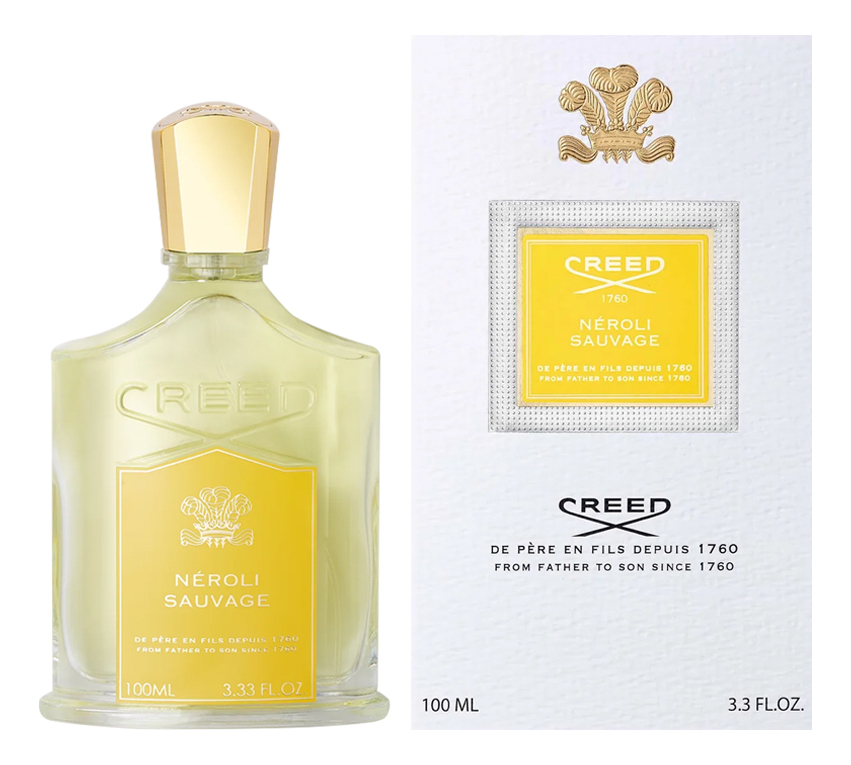 CREED
NÉROLI
SAUVAGE
DE PÈRE EN FILS DEPUIS 1760
FROM FATHER TO SON SINCE 1760
100ML 3.33 FL.OZ
CREED
1760
NÉROLI
SAUVAGE
DE PÈRE EN FILS DEPUIS 1760
FROM FATHER TO SON SINCE 1760
CREED
DE PÈRE EN FILS DEPUIS 1760
FROM FATHER TO SON SINCE 1760
100 ML 3.3 FL.OZ.